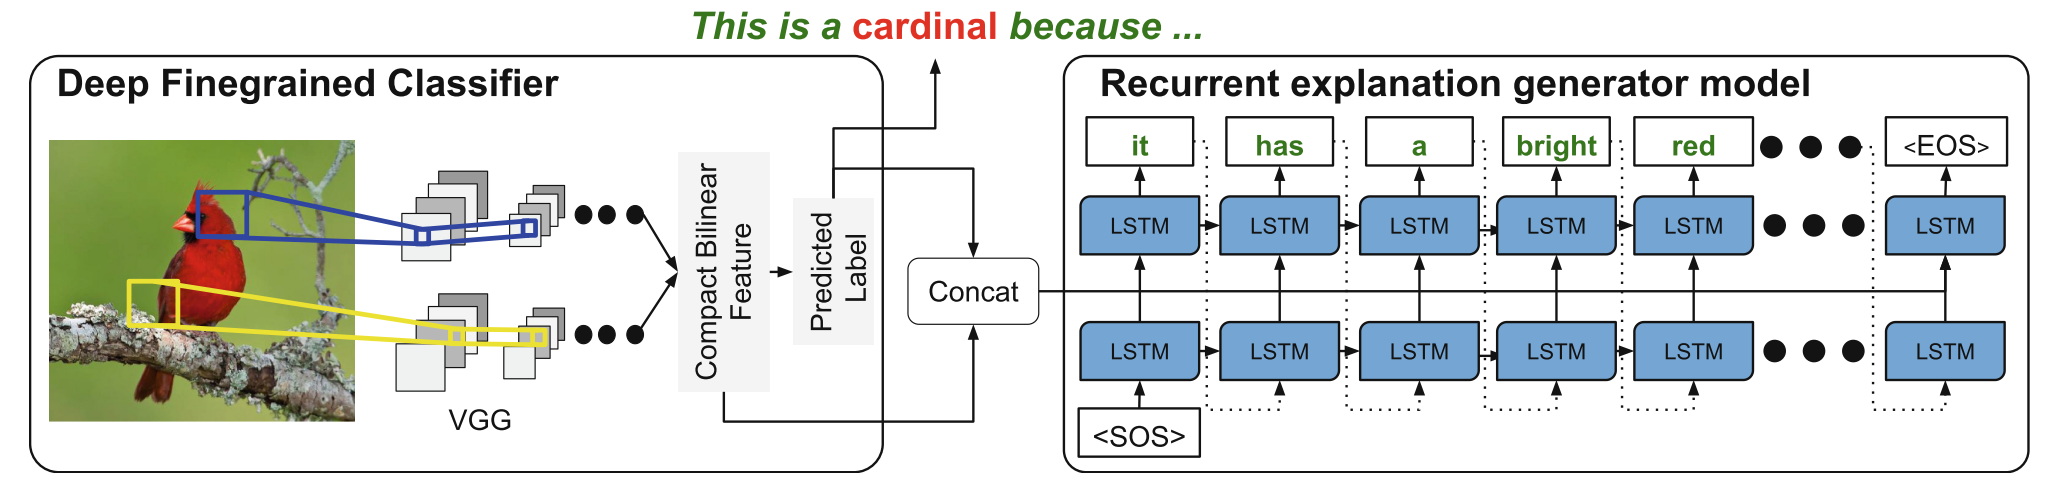 This is a cardinal because ...
Deep Finegrained Classifier
VGG
Compact Bilinear
Feature
Predicted
Label
Concat
Recurrent explanation generator model
it has a bright red <EOS>
LSTM LSTM LSTM LSTM LSTM LSTM
LSTM LSTM LSTM LSTM LSTM LSTM
<SOS>